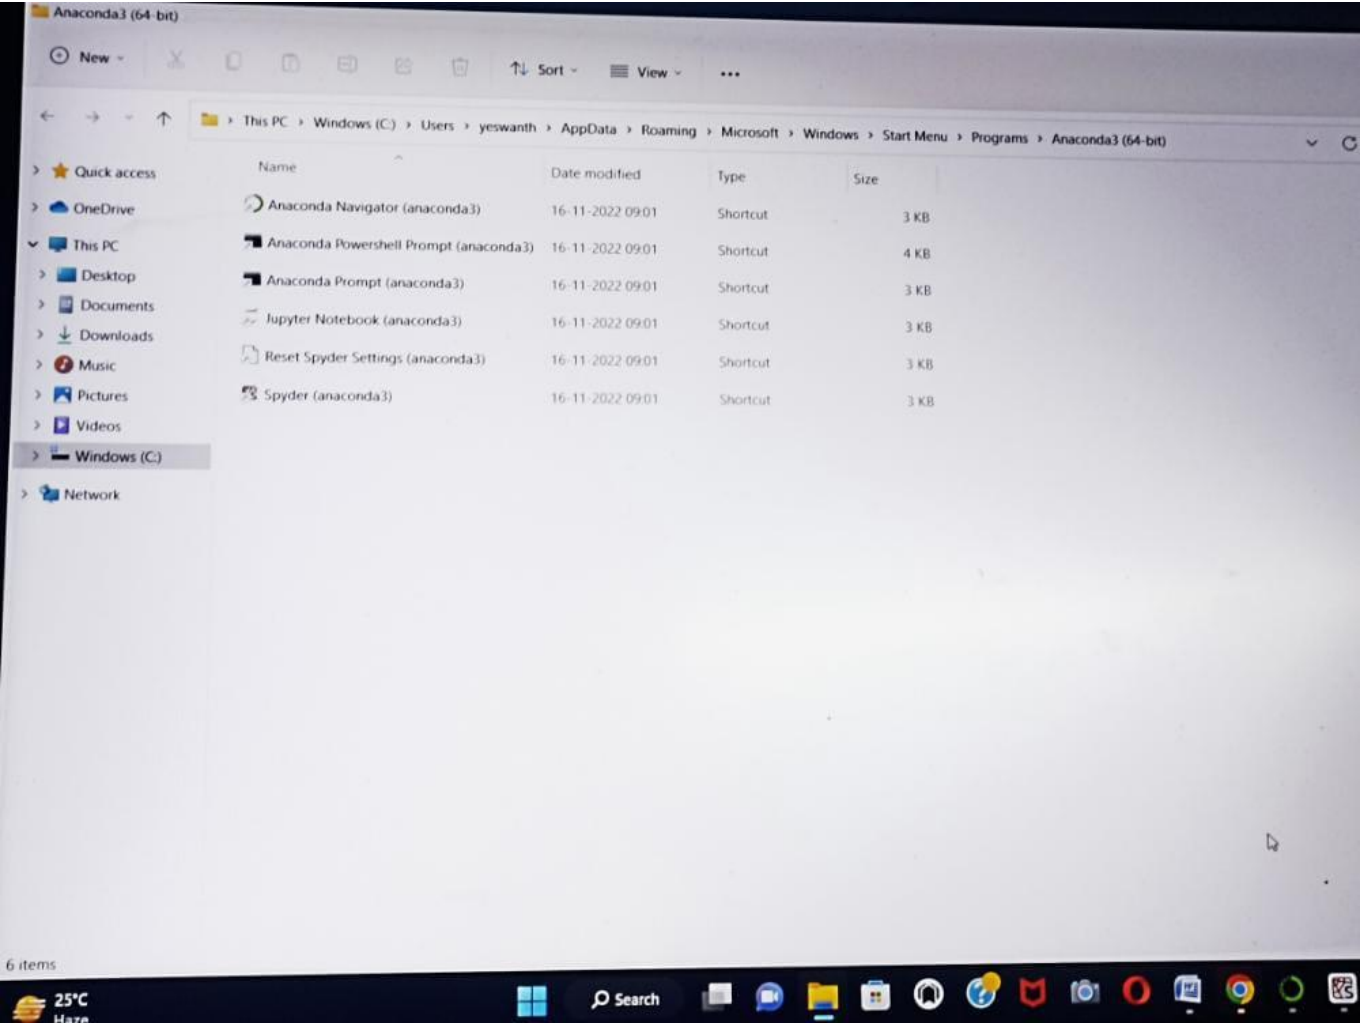 Anaconda3 (64-bit)
New
Sort
View
This PC > Windows (C:) > Users > yeswanth > AppData > Roaming > Microsoft > Windows > Start Menu > Programs > Anaconda3 (64-bit)
Name Date modified Type Size
Quick access
OneDrive
This PC
Desktop
Documents
Downloads
Music
Pictures
Videos
Windows (C:)
Network
Anaconda Navigator (anaconda3) 16-11-2022 09:01 Shortcut 3 KB
Anaconda Powershell Prompt (anaconda3) 16-11-2022 09:01 Shortcut 4 KB
Anaconda Prompt (anaconda3) 16-11-2022 09:01 Shortcut 3 KB
Jupyter Notebook (anaconda3) 16-11-2022 09:01 Shortcut 3 KB
Reset Spyder Settings (anaconda3) 16-11-2022 09:01 Shortcut 3 KB
Spyder (anaconda3) 16-11-2022 09:01 Shortcut 3 KB
6 items
25°C
Haze
Search